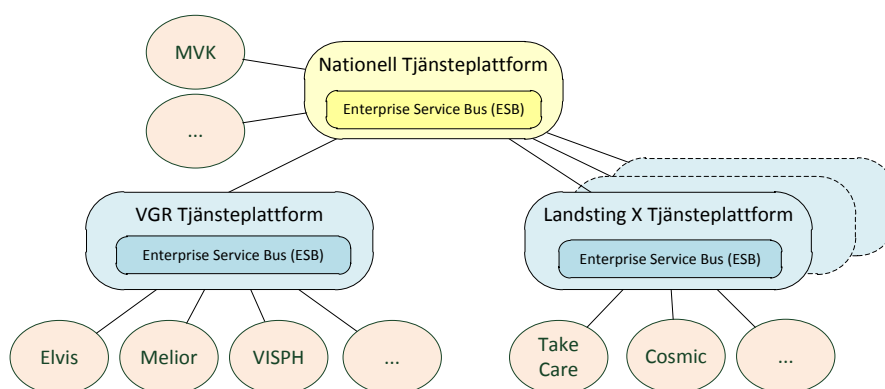 MVK
...
Nationell Tjänsteplattform
Enterprise Service Bus (ESB)
VGR Tjänsteplattform
Enterprise Service Bus (ESB)
Landsting X Tjänsteplattform
Enterprise Service Bus (ESB)
Elvis
Melior
VISPH
...
Take
Care
Cosmic
...